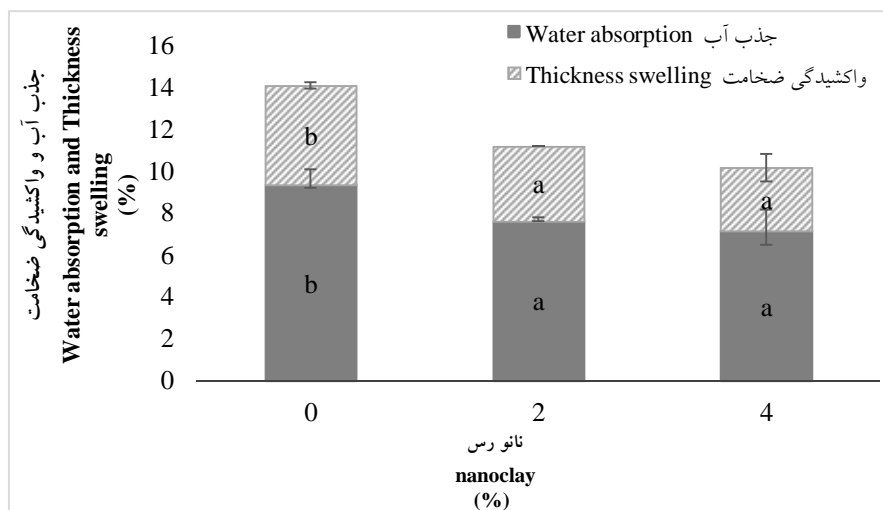 جذب آب و واکشیدگی ضخامت
Water absorption and Thickness
swelling
(%)
16
14
12
10
8
6
4
2
0
Water absorption جذب آب
Thickness swelling واکشیدگی ضخامت
b
a
a
b
a
a
0 2 4
نانو رس
nanoclay
(%)